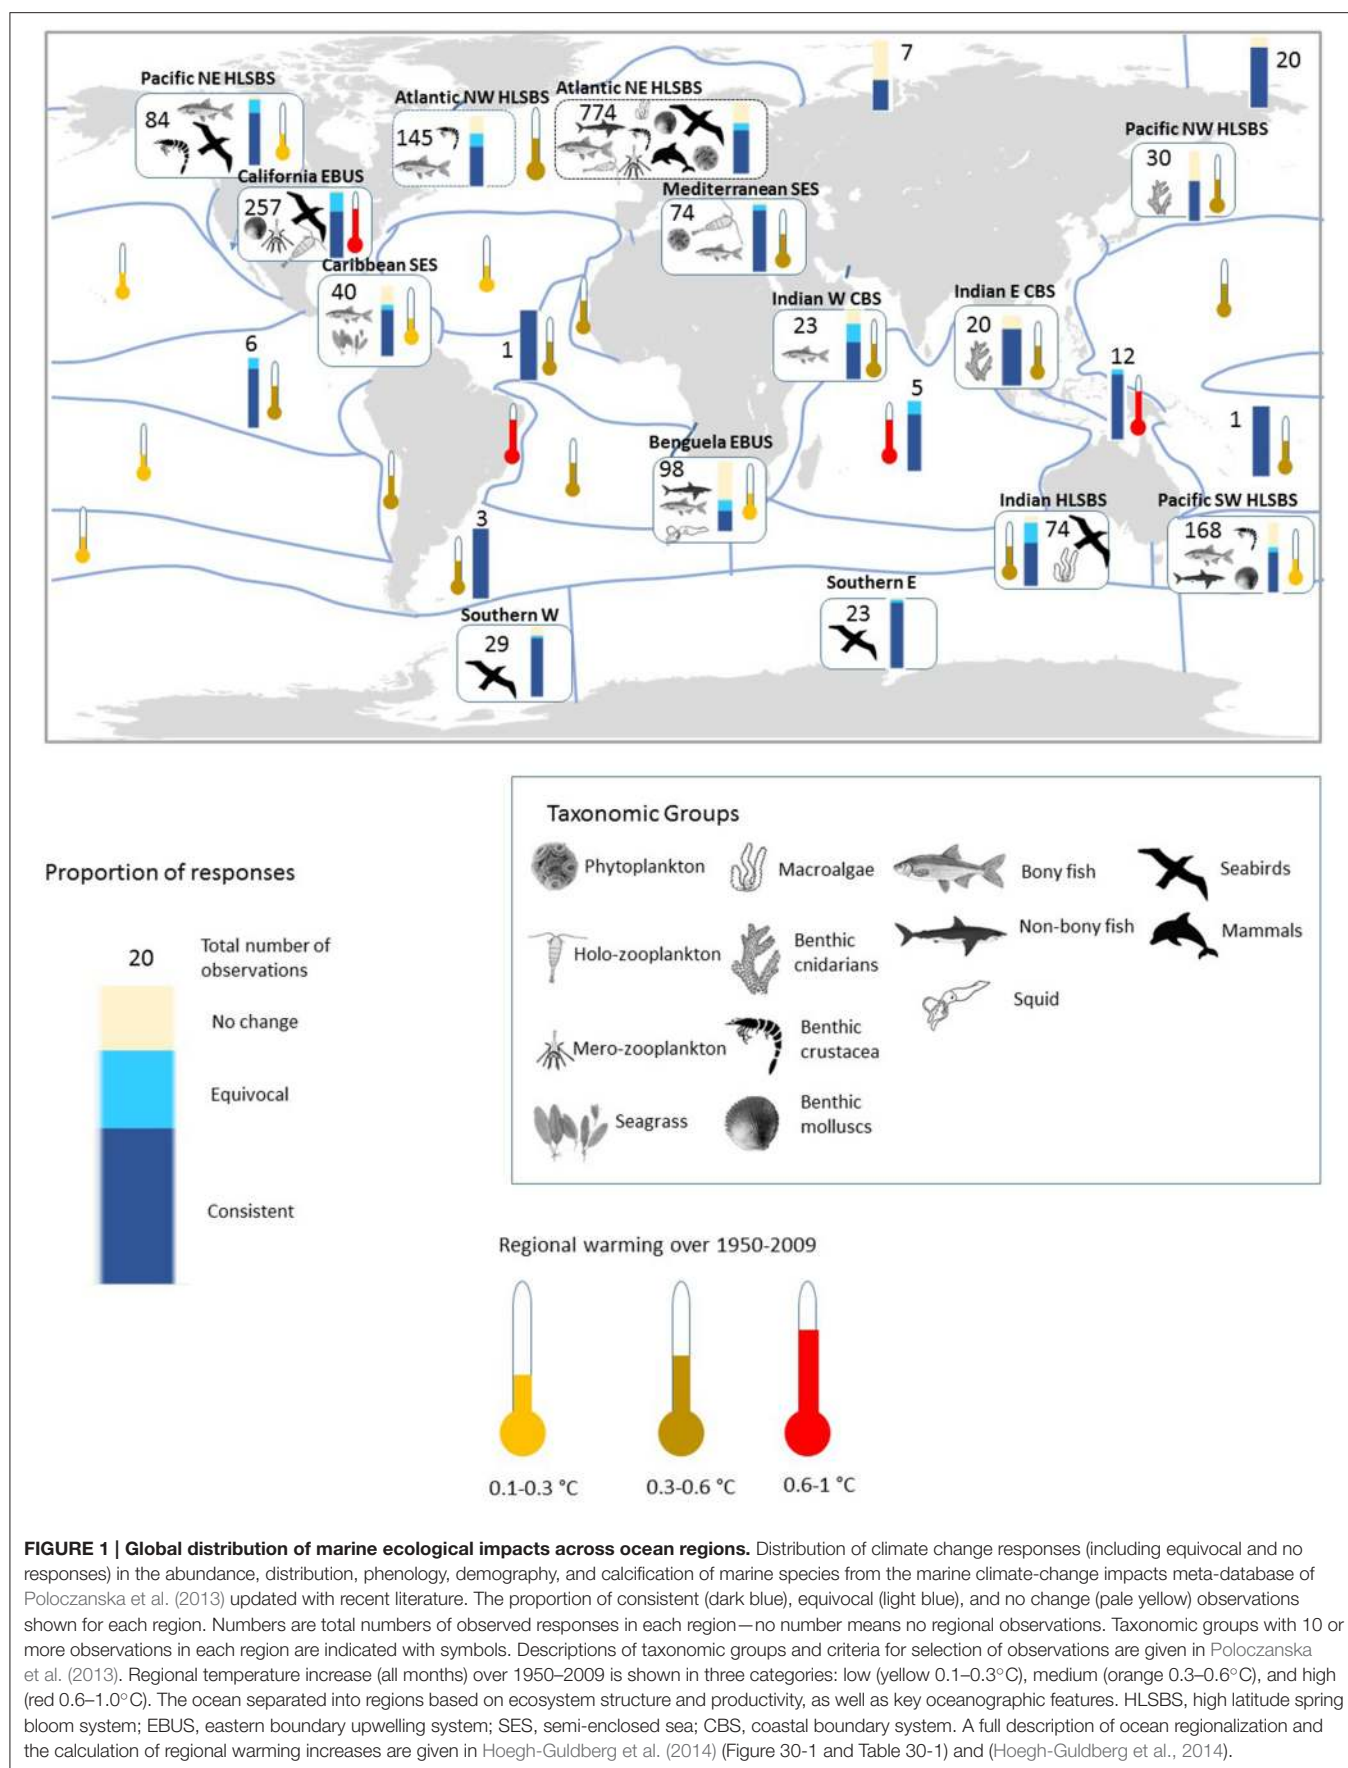 7
20
Pacific NE HLSBS
84
Atlantic NW HLSBS
145
Atlantic NE HLSBS
774
Pacific NW HLSBS
30
California EBUS
257
Mediterranean SES
74
Caribbean SES
40
Indian W CBS
23
Indian E CBS
20
6
1
12
5
1
Benguela EBUS
98
Indian HLSBS
74
Pacific SW HLSBS
168
3
Southern W
29
Southern E
23
Proportion of responses
20
Total number of
observations
No change
Equivocal
Consistent
Taxonomic Groups
Phytoplankton
Macroalgae
Bony fish
Seabirds
Holo-zooplankton
Benthic
cnidarians
Non-bony fish
Mammals
Squid
Mero-zooplankton
Benthic
crustacea
Seagrass
Benthic
molluscs
Regional warming over 1950-2009
0.1-0.3 °C
0.3-0.6 °C
0.6-1 °C
FIGURE 1 | Global distribution of marine ecological impacts across ocean regions. Distribution of climate change responses (including equivocal and no
responses) in the abundance, distribution, phenology, demography, and calcification of marine species from the marine climate-change impacts meta-database of
Poloczanska et al. (2013) updated with recent literature. The proportion of consistent (dark blue), equivocal (light blue), and no change (pale yellow) observations
shown for each region. Numbers are total numbers of observed responses in each region—no number means no regional observations. Taxonomic groups with 10 or
more observations in each region are indicated with symbols. Descriptions of taxonomic groups and criteria for selection of observations are given in Poloczanska
et al. (2013). Regional temperature increase (all months) over 1950–2009 is shown in three categories: low (yellow 0.1–0.3°C), medium (orange 0.3–0.6°C), and high
(red 0.6–1.0°C). The ocean separated into regions based on ecosystem structure and productivity, as well as key oceanographic features. HLSBS, high latitude spring
bloom system; EBUS, eastern boundary upwelling system; SES, semi-enclosed sea; CBS, coastal boundary system. A full description of ocean regionalization and
the calculation of regional warming increases are given in Hoegh-Guldberg et al. (2014) (Figure 30-1 and Table 30-1) and (Hoegh-Guldberg et al., 2014).